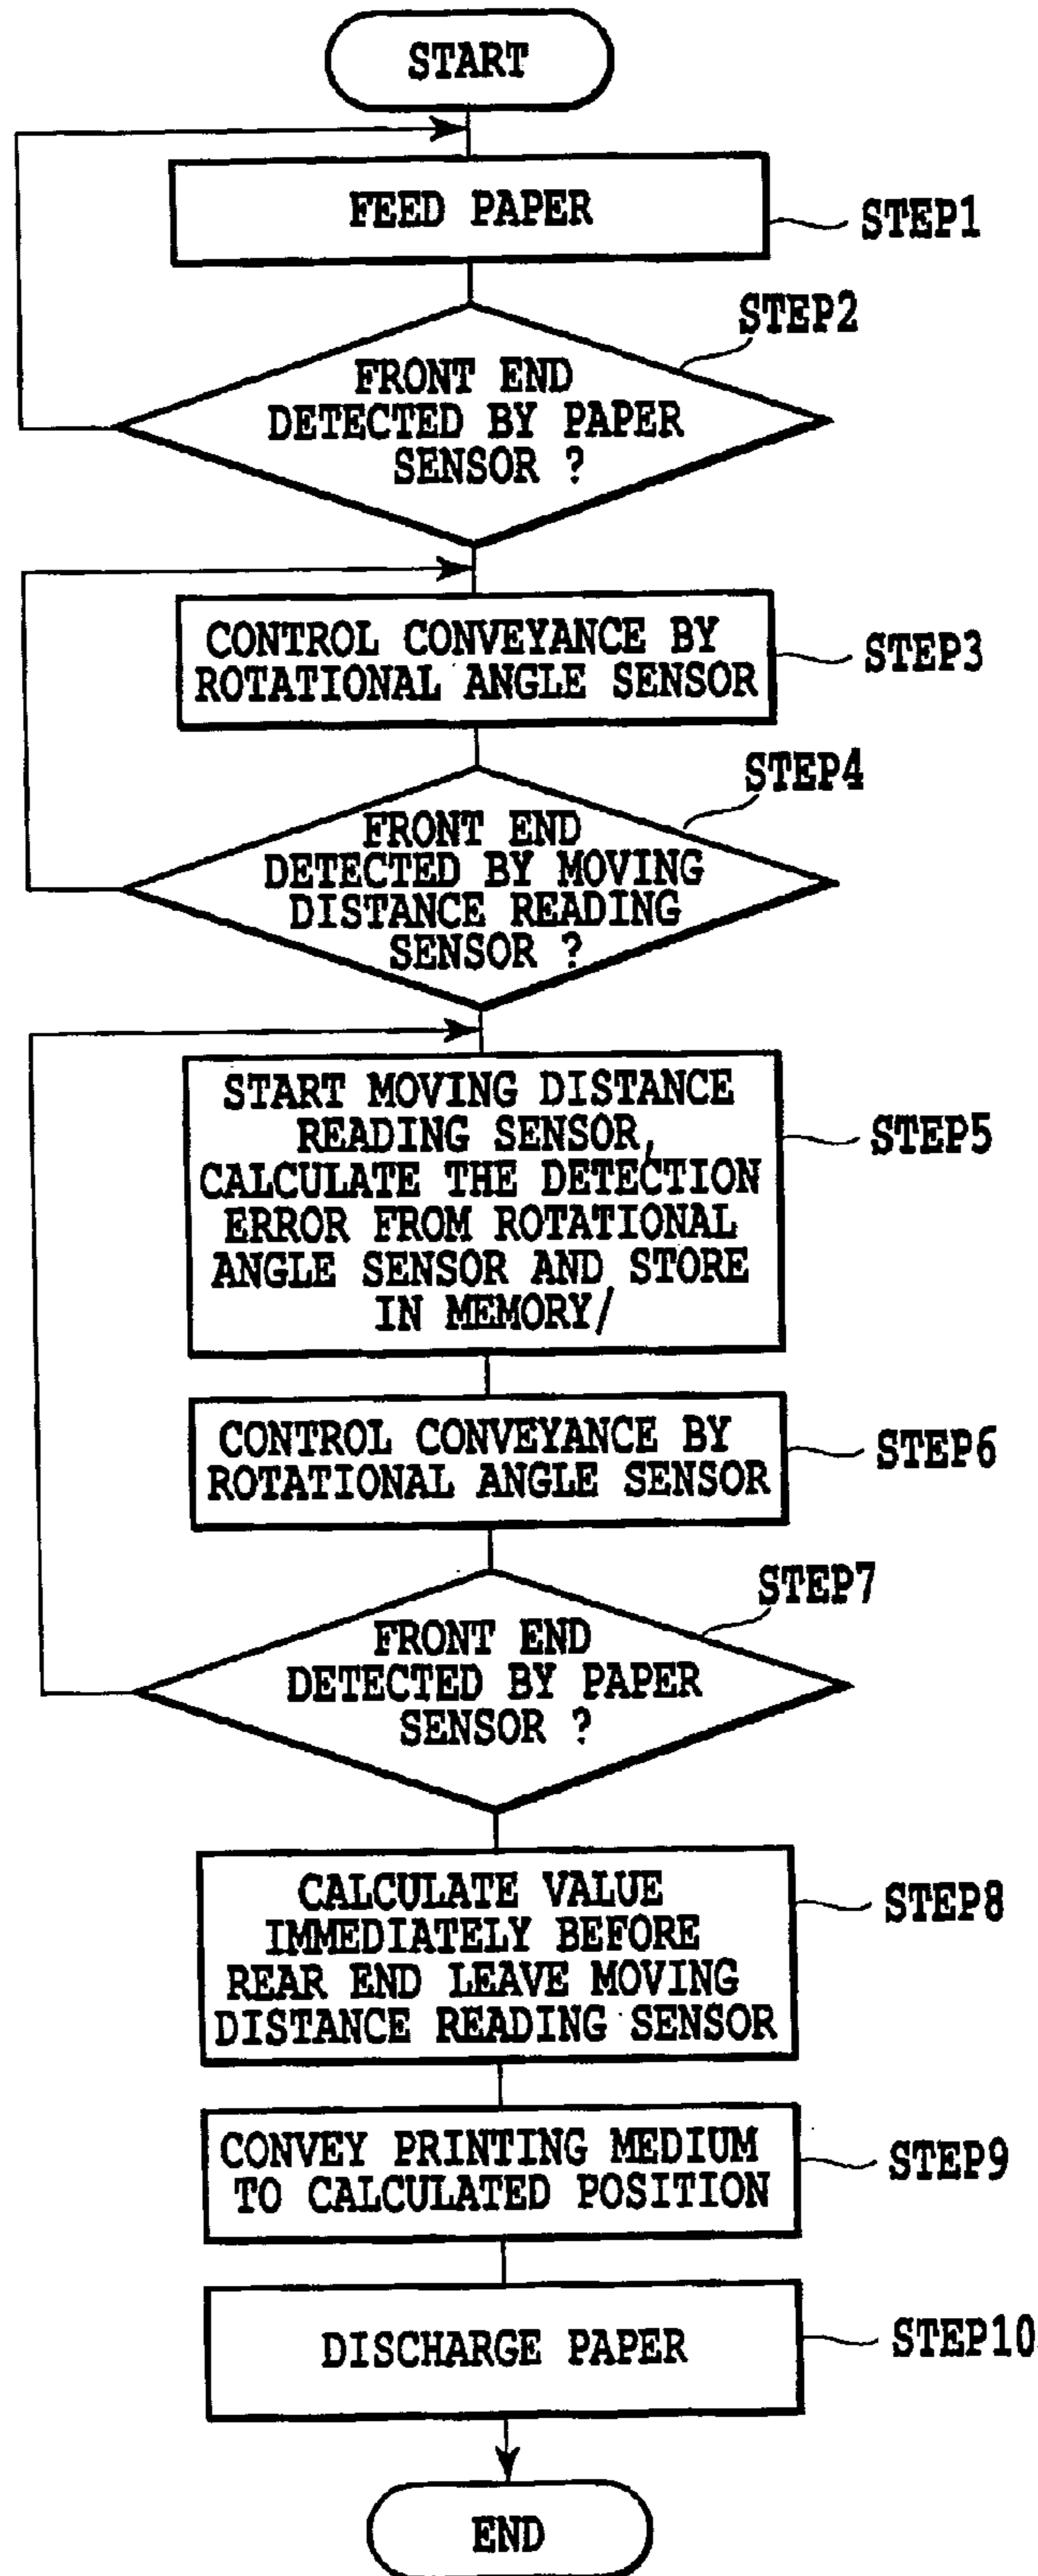 START
FEED PAPER
STEP1
STEP2
FRONT END
DETECTED BY PAPER
SENSOR ?
CONTROL CONVEYANCE BY
ROTATIONAL ANGLE SENSOR
STEP3
STEP4
FRONT END
DETECTED BY MOVING
DISTANCE READING
SENSOR ?
START MOVING DISTANCE
READING SENSOR,
CALCULATE THE DETECTION
ERROR FROM ROTATIONAL
ANGLE SENSOR AND STORE
IN MEMORY/
STEP5
CONTROL CONVEYANCE BY
ROTATIONAL ANGLE SENSOR
STEP6
STEP7
FRONT END
DETECTED BY PAPER
SENSOR ?
CALCULATE VALUE
IMMEDIATELY BEFORE
REAR END LEAVE MOVING
DISTANCE READING SENSOR
STEP8
CONVEY PRINTING MEDIUM
TO CALCULATED POSITION
STEP9
DISCHARGE PAPER
STEP10
END